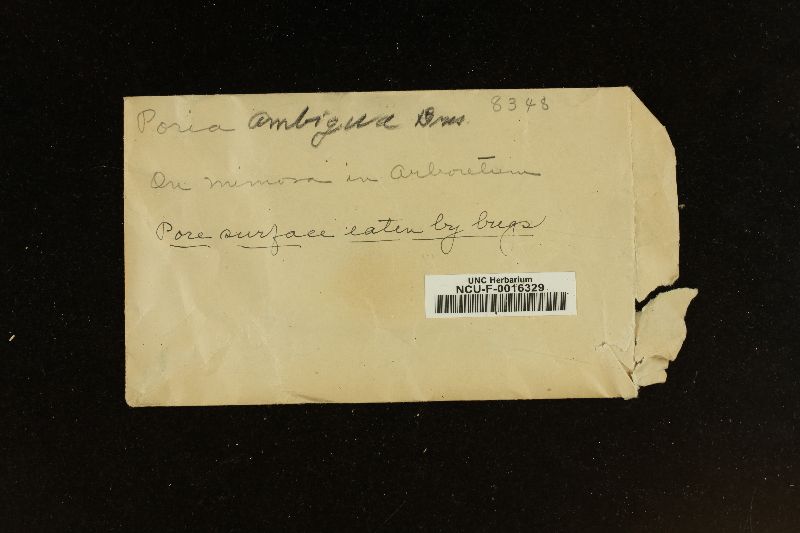 Poria ambigua Bres. 8348
On mimosa in Arboretum
Pore surface eaten by bugs
UNC Herbarium
NCU-F-0016329